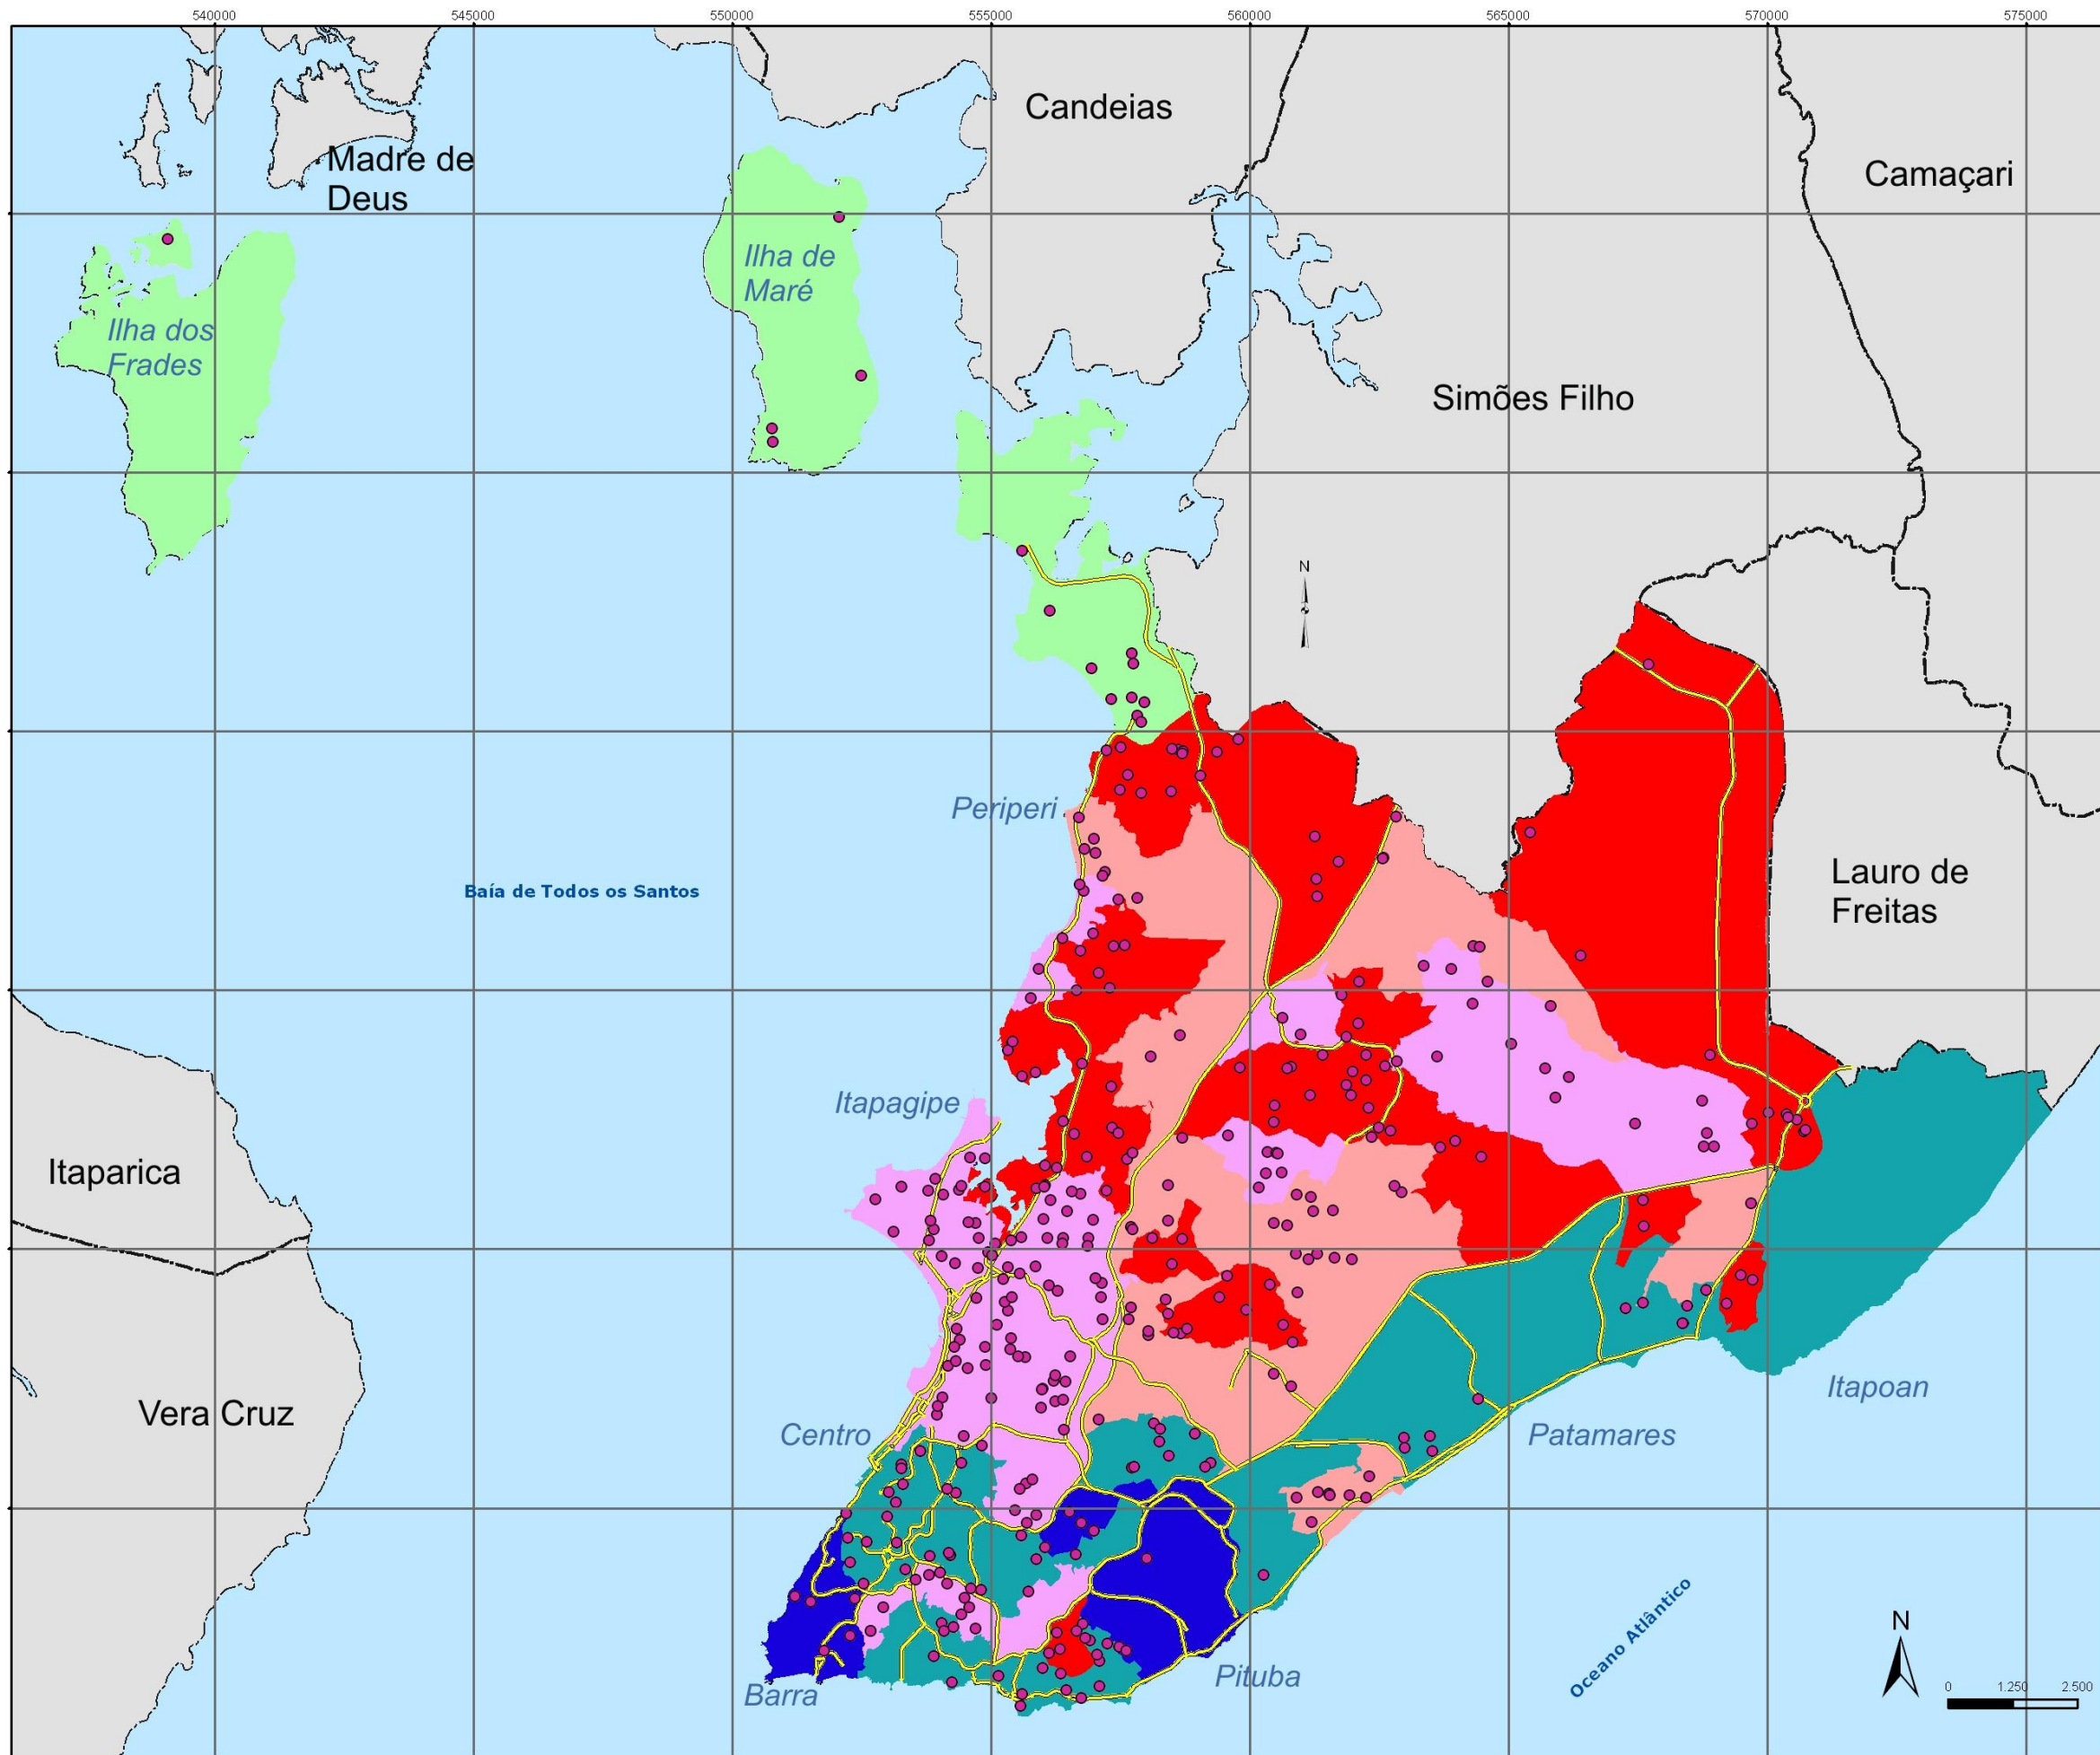 540000 545000 550000 555000 560000 565000 570000 575000
Candeias
Madre de
Deus
Camaçari
Ilha de
Maré
Ilha dos
Frades
Simões Filho
N
Periperi
Baía de Todos os Santos
Lauro de
Freitas
Itapagipe
Itaparica
Itapoan
Vera Cruz
Centro
Patamares
Oceano Atlântico
N
Pituba
Barra
0 1.250 2.500